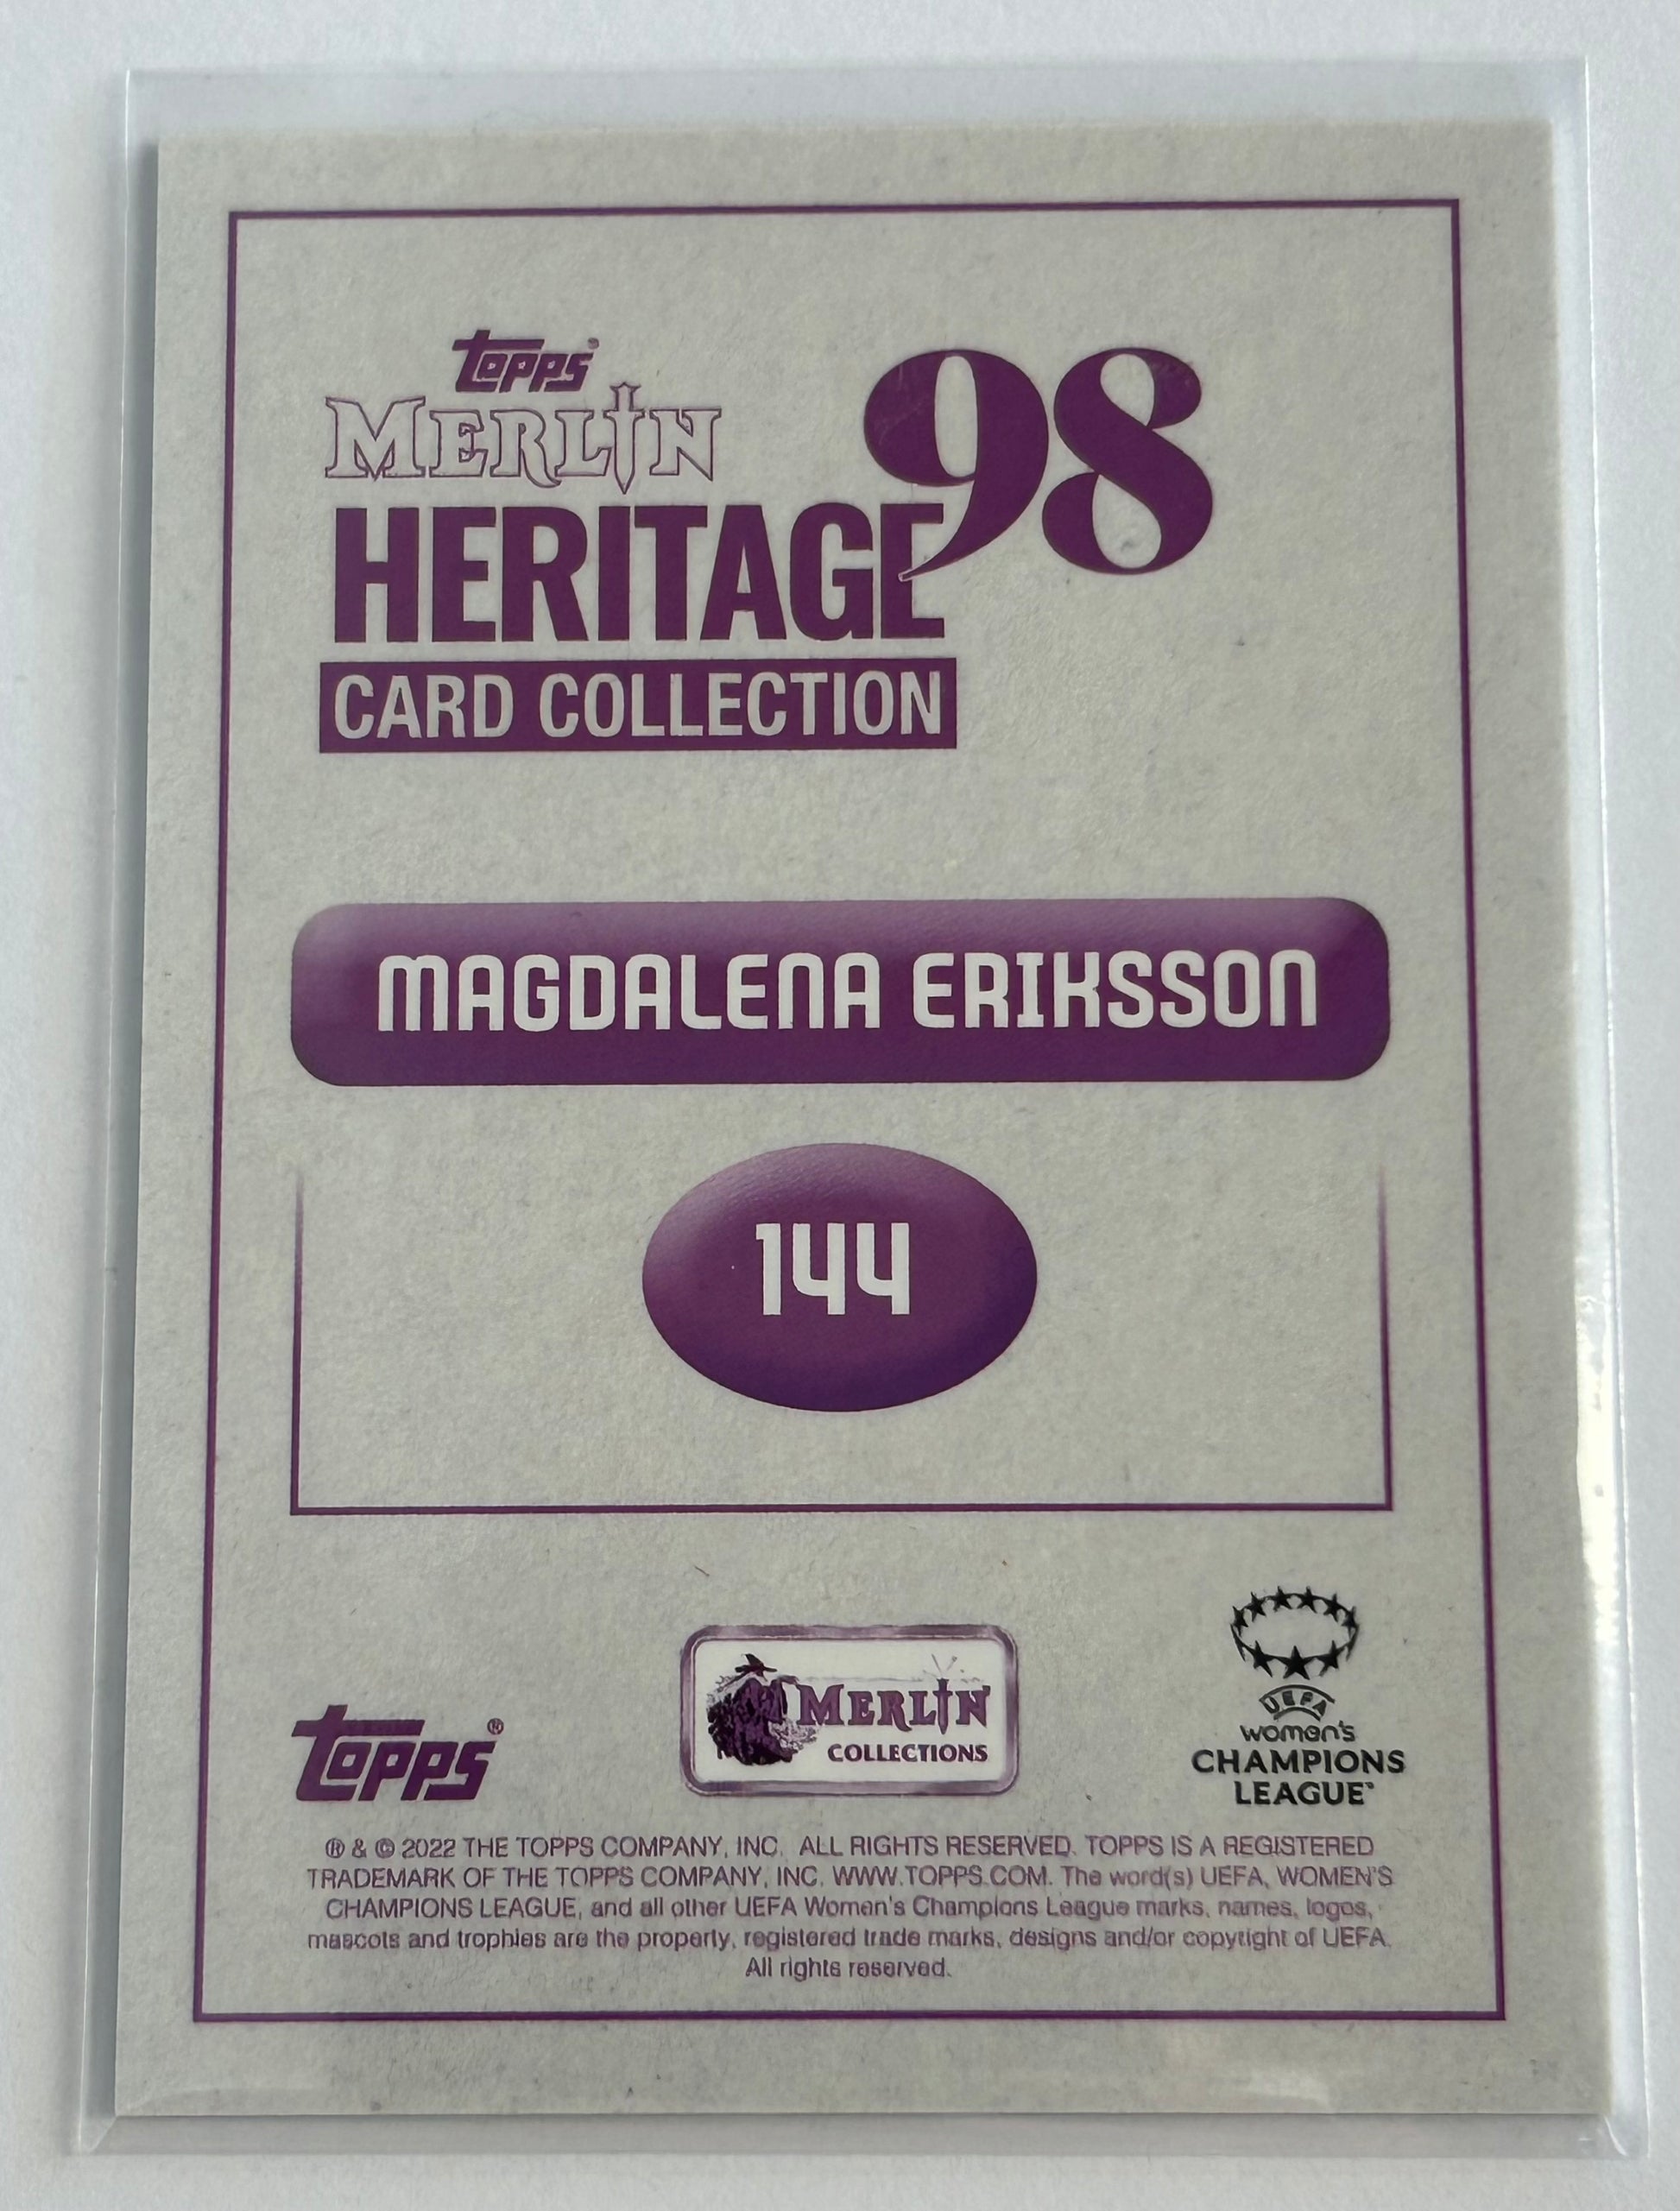 topps®
MERLIN
HERITAGE 98
CARD COLLECTION
MAGDALENA ERIKSSON
144
topps®
MERLIN
COLLECTIONS
UEFA
women's
CHAMPIONS
LEAGUE™
® & © 2022 THE TOPPS COMPANY, INC. ALL RIGHTS RESERVED. TOPPS IS A REGISTERED
TRADEMARK OF THE TOPPS COMPANY, INC. WWW.TOPPS.COM. The word(s) UEFA, WOMEN'S
CHAMPIONS LEAGUE, and all other UEFA Women's Champions League marks, names, logos,
mascots and trophies are the property, registered trade marks, designs and/or copyright of UEFA.
All rights reserved.